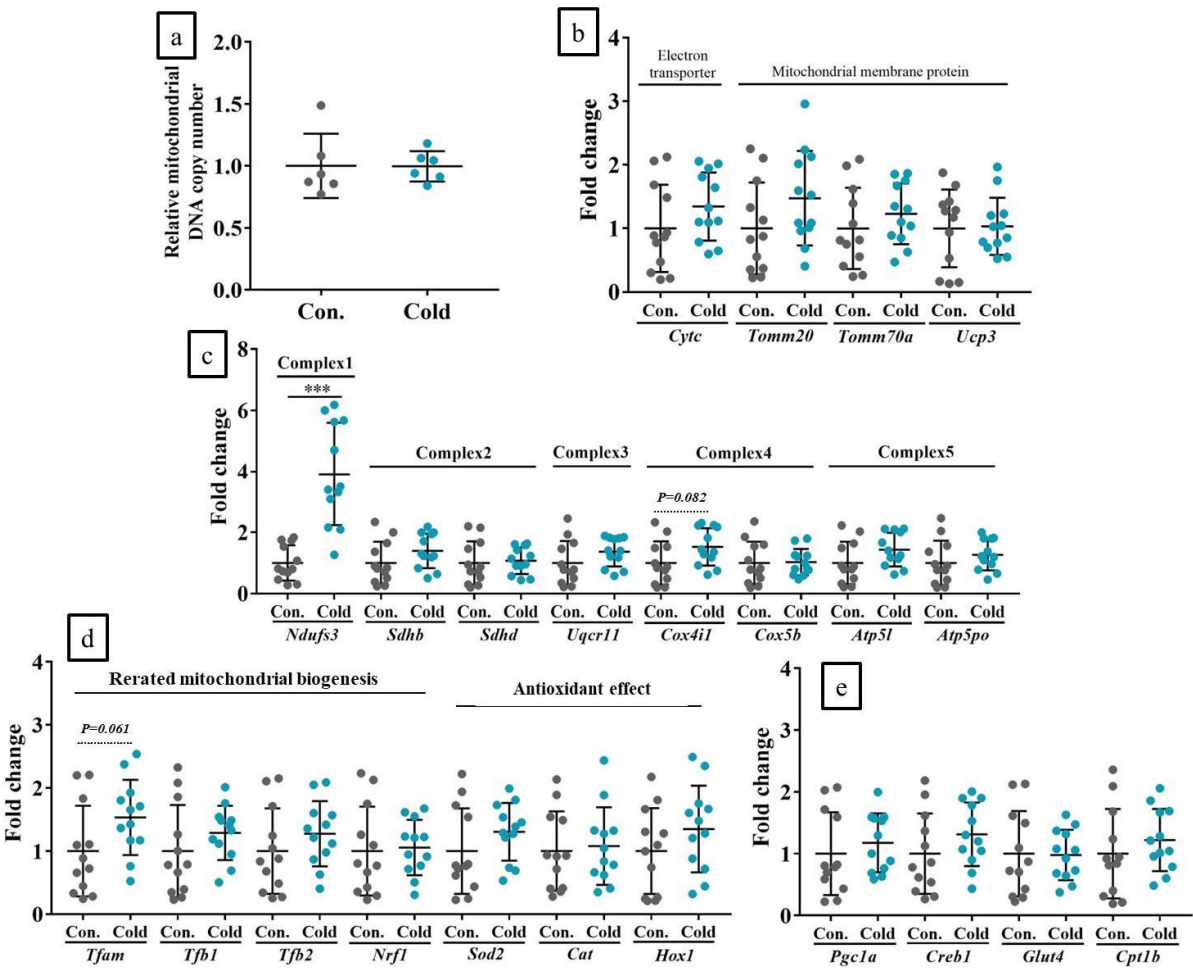 a
Relative mitochondrial
DNA copy number
2.0
1.5
1.0
0.5
0.0
Con. Cold
b
Fold change
4
3
2
1
0
Electron
transporter
Mitochondrial membrane protein
Con. Cold Con. Cold Con. Cold Con. Cold
Cytc Tomm20 Tomm70a Ucp3
c
Fold change
8
6
4
2
0
Complex1
***
Complex2 Complex3 Complex4 Complex5
P=0.082
Con. Cold Con. Cold Con. Cold Con. Cold Con. Cold Con. Cold Con. Cold Con. Cold
Ndufs3 Sdhb Sdhd Uqcr11 Cox4i1 Cox5b Atp5l Atp5po
d
Fold change
4
3
2
1
0
Rerated mitochondrial biogenesis
Antioxidant effect
P=0.061
Con. Cold Con. Cold Con. Cold Con. Cold Con. Cold Con. Cold Con. Cold
Tfam Tfb1 Tfb2 Nrf1 Sod2 Cat Hox1
e
Fold change
4
3
2
1
0
Con. Cold Con. Cold Con. Cold Con. Cold
Pgc1a Creb1 Glut4 Cpt1b